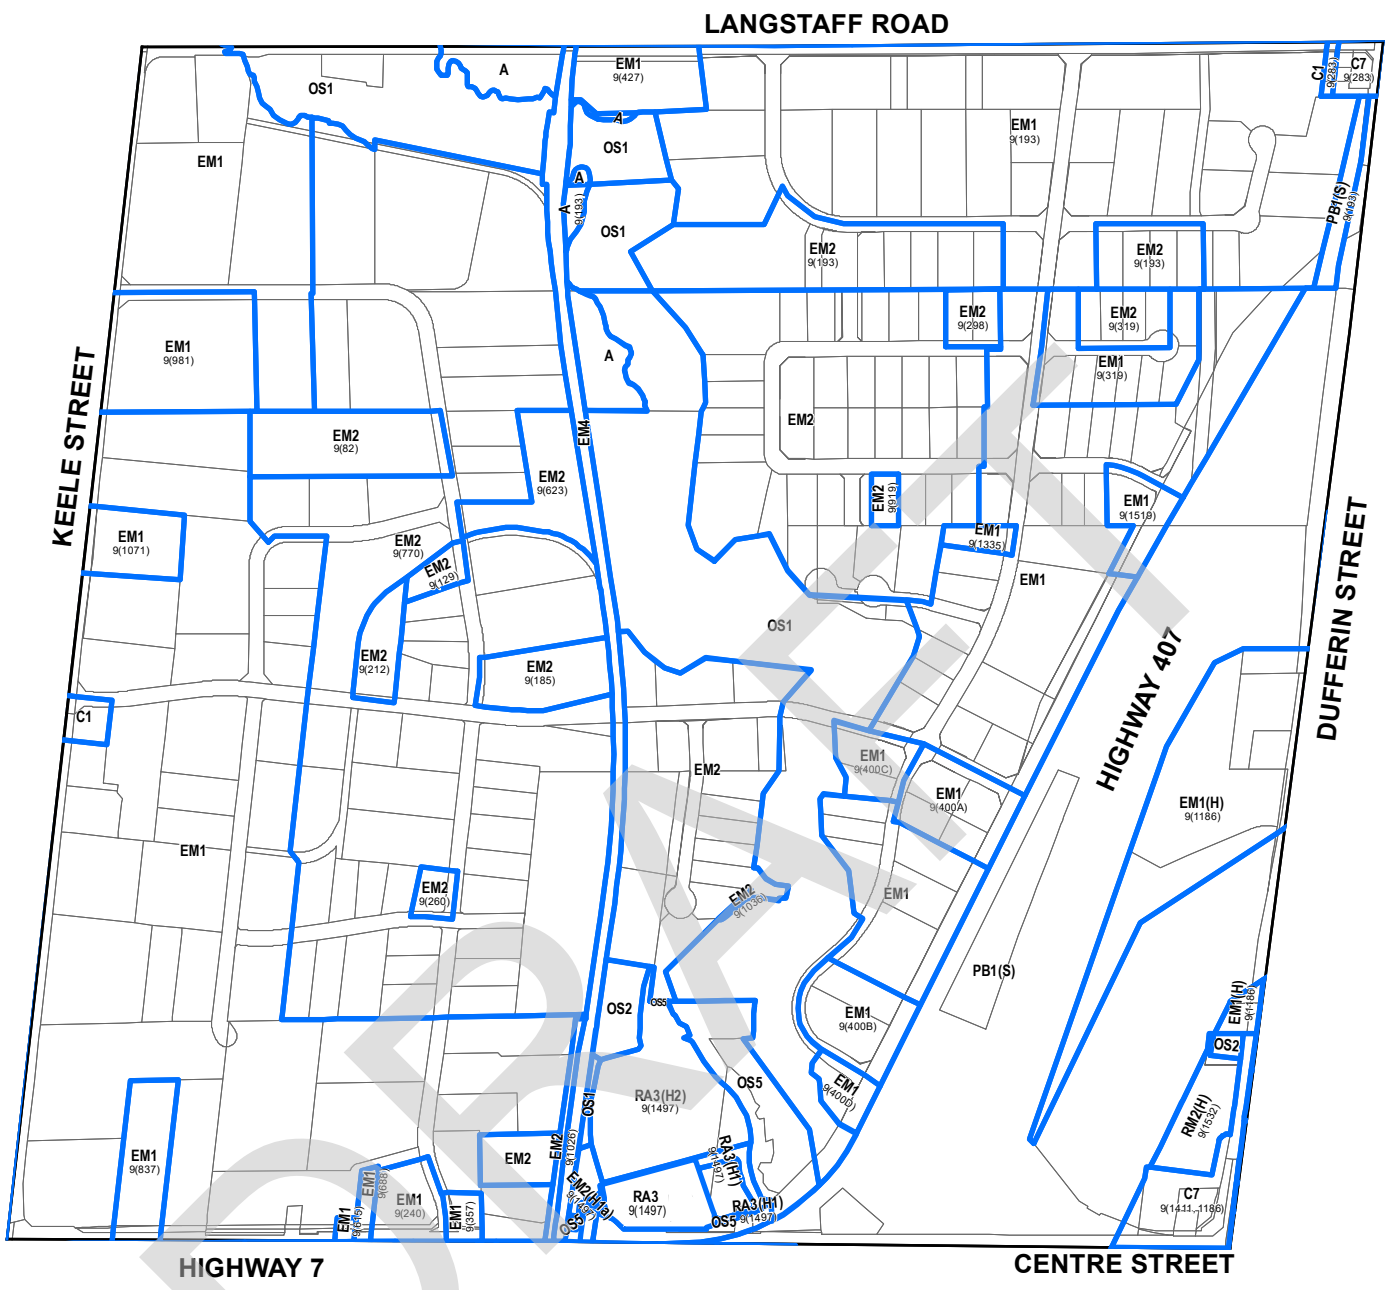 LANGSTAFF ROAD
A
EM1
9(427)
C1
9(283)
C7
9(283)
OS1
A
EM1
9(193)
OS1
EM1
A
A
9(193)
PB1(S)
9(193)
OS1
EM2
9(193)
EM2
9(193)
EM2
9(298)
EM2
9(319)
EM1
9(981)
A
EM1
9(319)
KEELE STREET
EM2
9(82)
EM4
EM2
EM2
9(623)
EM2
9(919)
EM1
9(1519)
EM1
9(1071)
EM2
9(770)
EM1
9(1335)
EM2
9(129)
EM1
DUFFERIN STREET
OS1
EM2
9(212)
EM2
9(185)
HIGHWAY 407
C1
EM2
EM1
9(400C)
EM1
9(400A)
EM1(H)
9(1186)
EM1
EM2
9(260)
EM2
9(1036)
EM1
PB1(S)
OS2
OS5
EM1
9(400B)
EM1(H)
9(1186)
OS2
OS5
EM1
9(400D)
OS1
RA3(H2)
9(1497)
RM2(H)
9(1532)
EM1
9(837)
EM2
EM2
9(1026)
RA3(H1)
9(1497)
EM1
9(688)
EM1
9(240)
EM1
9(357)
EM2(H1a)
9(1497)
RA3
9(1497)
RA3(H1)
9(1497)
C7
9(1411, 1186)
EM1
OS5
OS5
HIGHWAY 7
CENTRE STREET
DRAFT